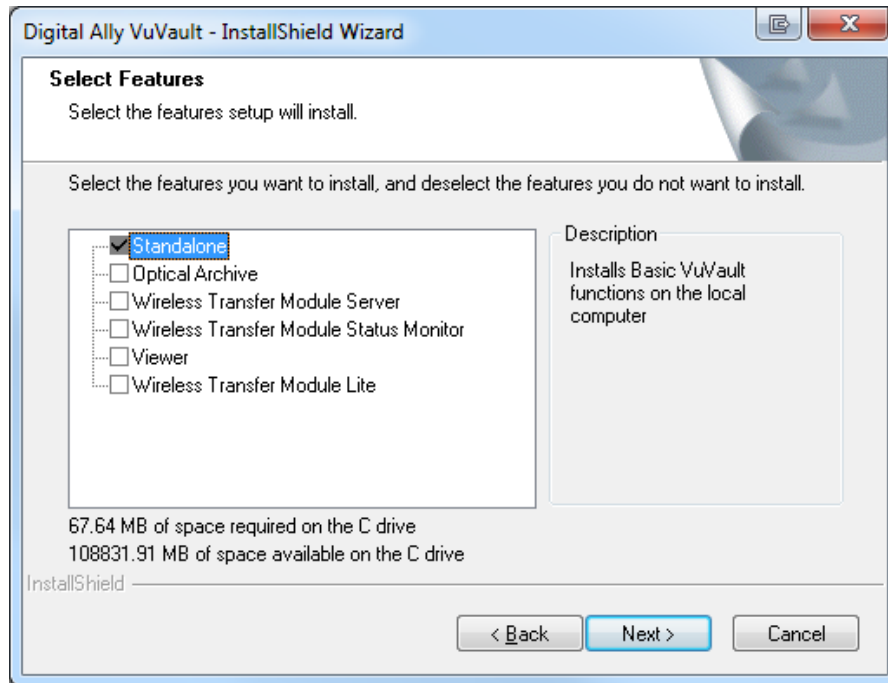 Digital Ally VuVault - InstallShield Wizard
Select Features
Select the features setup will install.
Select the features you want to install, and deselect the features you do not want to install.
Standalone
Optical Archive
Wireless Transfer Module Server
Wireless Transfer Module Status Monitor
Viewer
Wireless Transfer Module Lite
Description
Installs Basic VuVault
functions on the local
computer
67.64 MB of space required on the C drive
108831.91 MB of space available on the C drive
InstallShield
< Back
Next >
Cancel